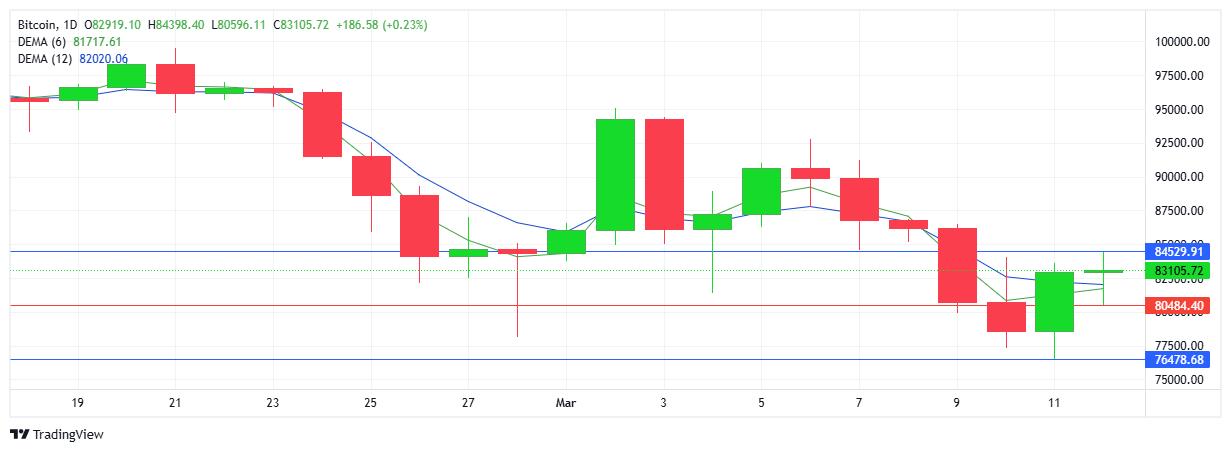 Bitcoin, 1D O82919.10 H84398.40 L80596.11 C83105.72 +186.58 (+0.23%)
DEMA (6) 81717.61
DEMA (12) 82020.06
100000.00
97500.00
95000.00
92500.00
90000.00
87500.00
84529.91
83105.72
80484.40
77500.00
76478.68
75000.00
19 21 23 25 27 Mar 3 5 7 9 11
TradingView